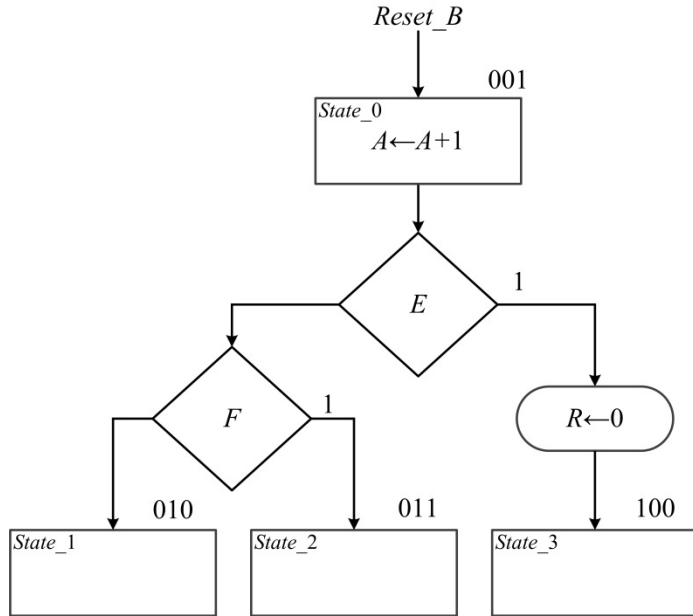 Reset_B
001
State_0
A←A+1
E
1
F
1
R←0
010
011
100
State_1
State_2
State_3